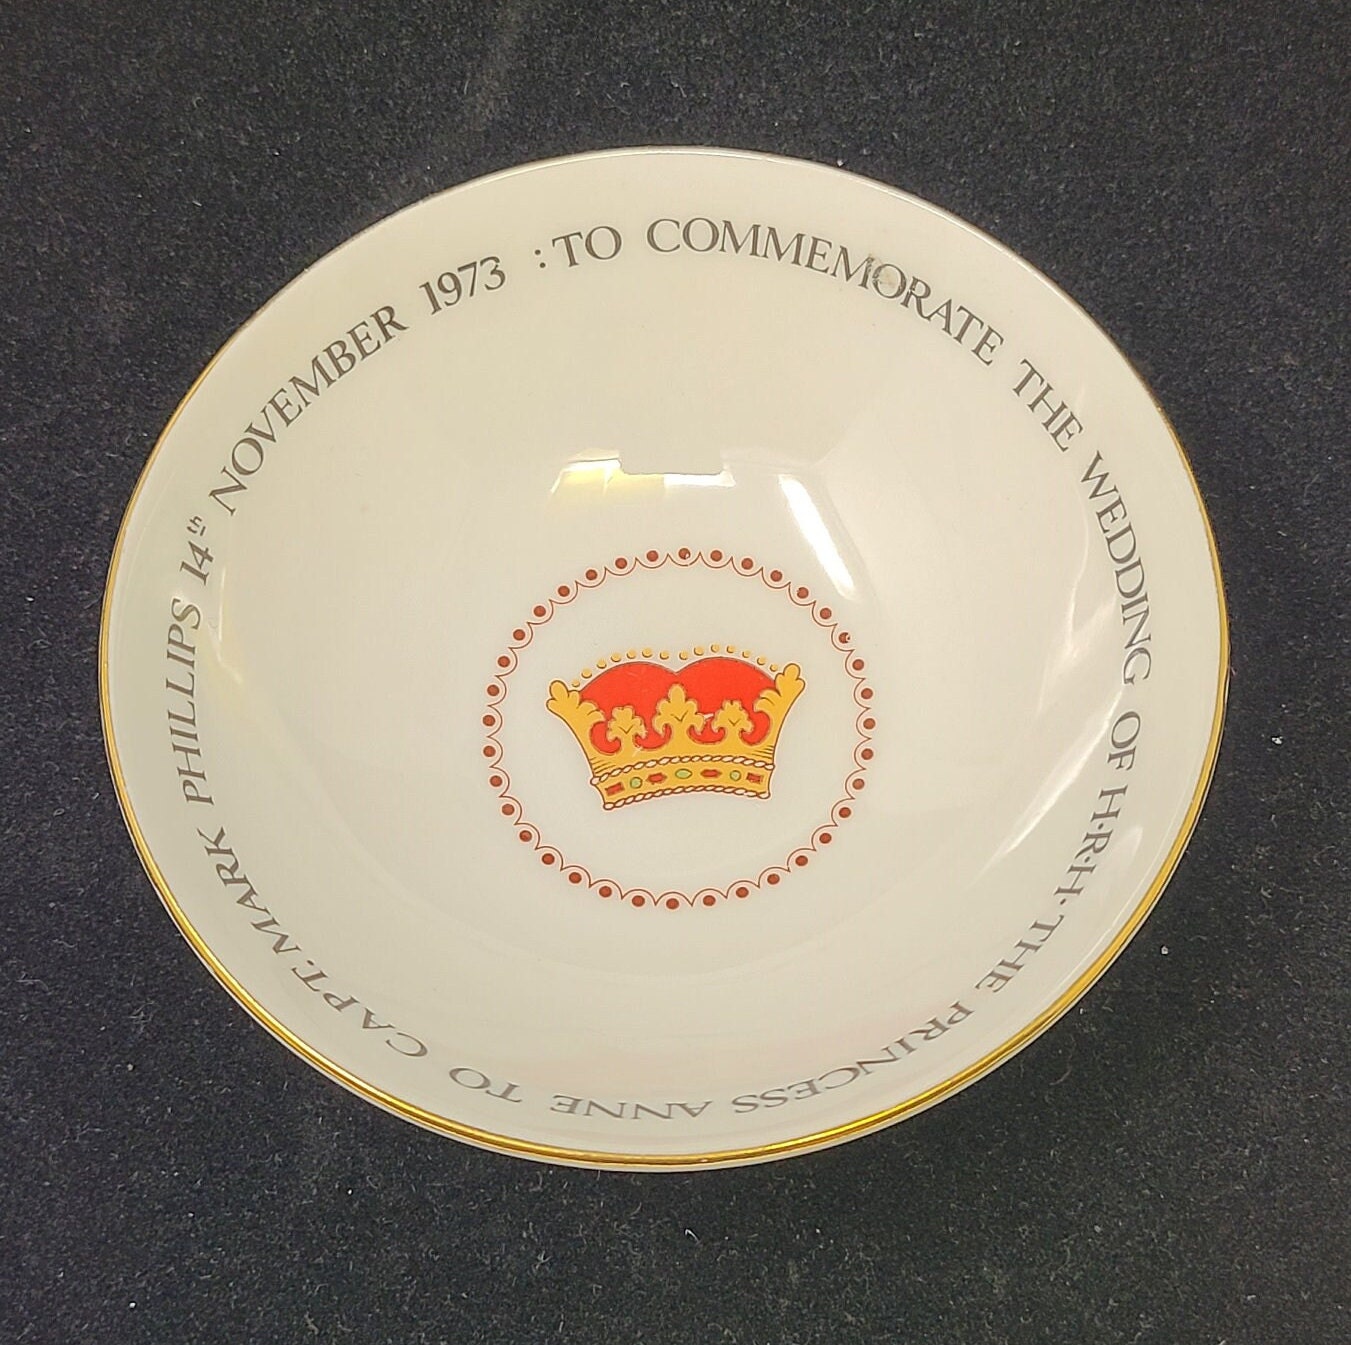 :TO COMMEMORATE THE WEDDING OF H·R·H·THE PRINCESS ANNE TO CAPT·MARK PHILLIPS 14th NOVEMBER 1973